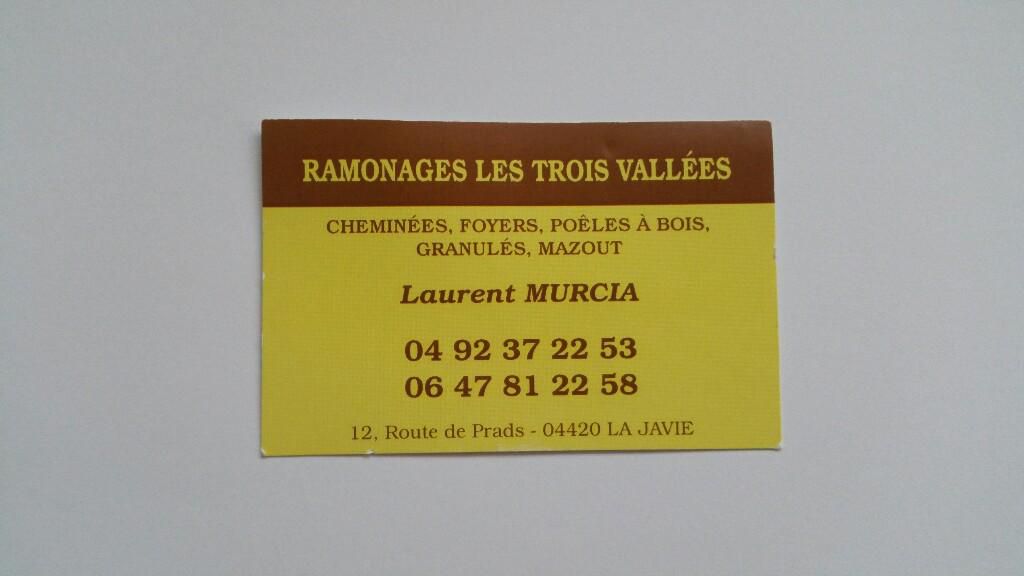 RAMONAGES LES TROIS VALLÉES
CHEMINÉES, FOYERS, POÊLES À BOIS,
GRANULÉS, MAZOUT
Laurent MURCIA
04 92 37 22 53
06 47 81 22 58
12, Route de Prads - 04420 LA JAVIE